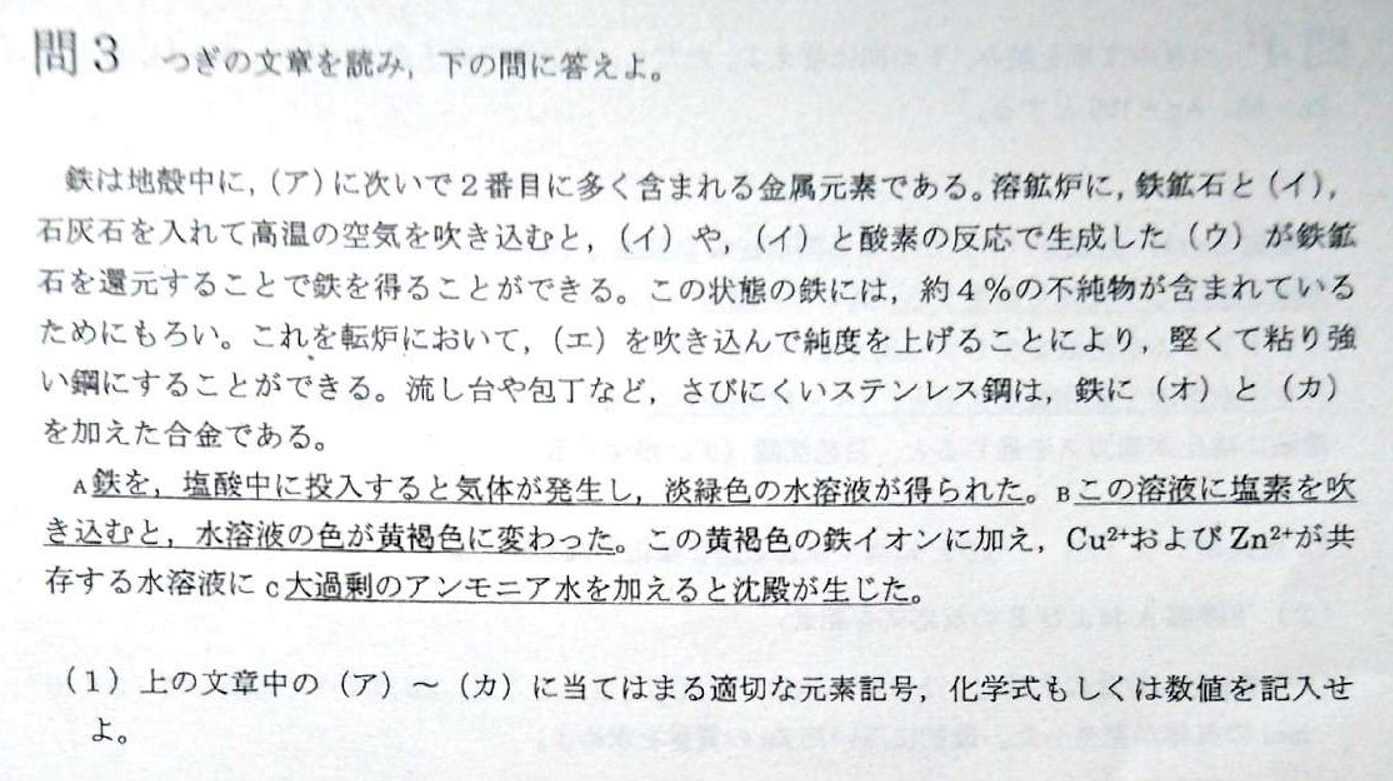 問3 つぎの文章を読み，下の問に答えよ。
鉄は地殻中に，（ア）に次いで2番目に多く含まれる金属元素である。溶鉱炉に，鉄鉱石と（イ），
石灰石を入れて高温の空気を吹き込むと，（イ）や，（イ）と酸素の反応で生成した（ウ）が鉄鉱
石を還元することで鉄を得ることができる。この状態の鉄には，約4％の不純物が含まれている
ためにもろい。これを転炉において，（エ）を吹き込んで純度を上げることにより，堅くて粘り強
い鋼にすることができる。流し台や包丁など，さびにくいステンレス鋼は，鉄に（オ）と（カ）
を加えた合金である。
A鉄を，塩酸中に投入すると気体が発生し，淡緑色の水溶液が得られた。Bこの溶液に塩素を吹
き込むと，水溶液の色が黄褐色に変わった。この黄褐色の鉄イオンに加え，Cu²⁺およびZn²⁺が共
存する水溶液にC大過剰のアンモニア水を加えると沈殿が生じた。
（1）上の文章中の（ア）～（カ）に当てはまる適切な元素記号，化学式もしくは数値を記入せ
よ。